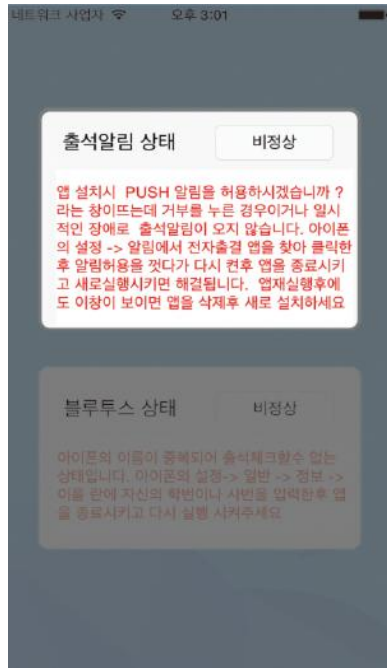 네트워크 사업자
오후 3:01
출석알림 상태
비정상
앱 설치시 PUSH 알림을 허용하시겠습니까 ?
라는 창이뜨는데 거부를 누른 경우이거나 일시
적인 장애로 출석알림이 오지 않습니다. 아이폰
의 설정 -> 알림에서 전자출결 앱을 찾아 클릭한
후 알림허용을 껏다가 다시 켠후 앱을 종료시키
고 새로실행시키면 해결됩니다. 앱재실행후에
도 이창이 보이면 앱을 삭제후 새로 설치하세요
블루투스 상태
비정상
아이폰의 이름이 중복되어 출석체크할수 없는
상태입니다. 아이폰의 설정-> 일반 -> 정보 ->
이름 란에 자신의 학번이나 사번을 입력한후 앱
을 종료시키고 다시 실행 시켜주세요